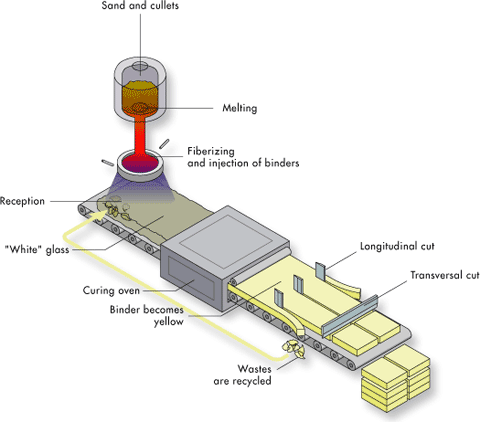 Sand and cullets
Melting
Fiberizing
and injection of binders
Reception
"White" glass
Longitudinal cut
Transversal cut
Curing oven
Binder becomes
yellow
Wastes
are recycled